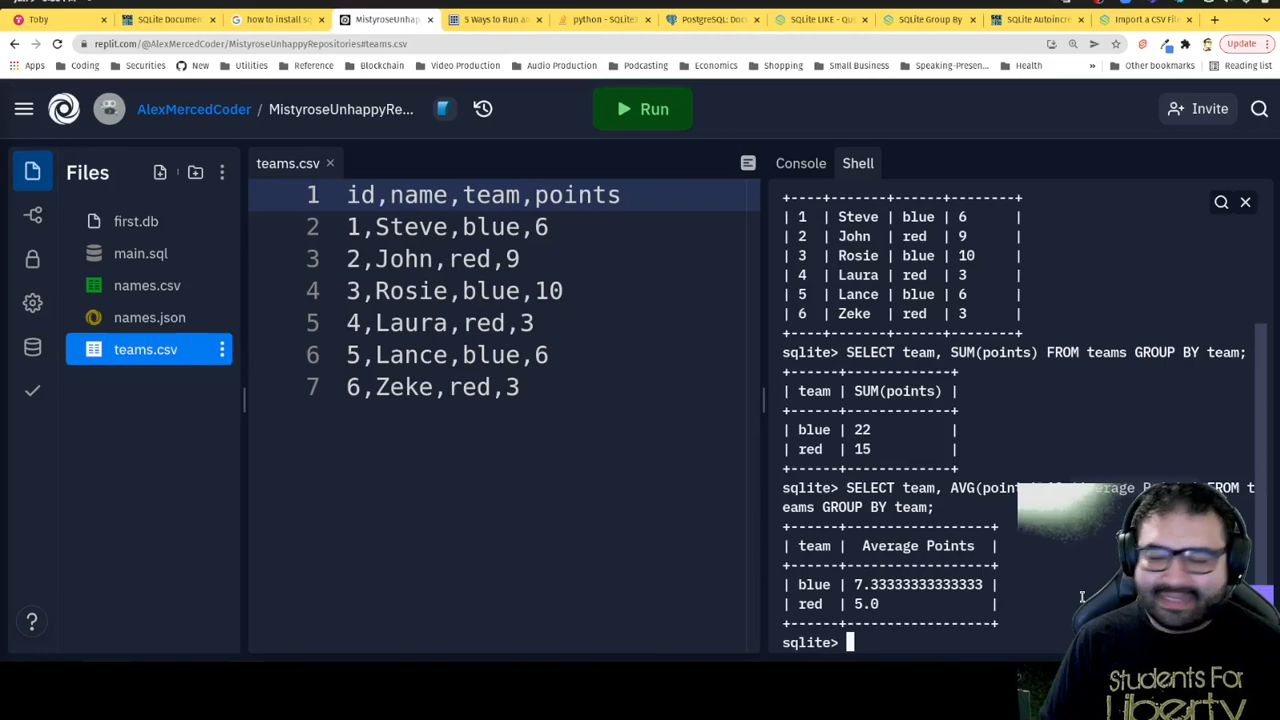 Toby
SQLite Documen
how to install sq
MistyroseUnhap
5 Ways to Run an
python - SQLite3
PostgreSQL: Doc
SQLite LIKE - Que
SQLite Group By
SQLite Autoincre
Import a CSV File
replit.com/@AlexMercedCoder/MistyroseUnhappyRepositories#teams.csv
Update
Apps
Coding
Securities
New
Utilities
Reference
Blockchain
Video Production
Audio Production
Podcasting
Economics
Shopping
Small Business
Speaking-Presen...
Health
»
Other bookmarks
Reading list
AlexMercedCoder / MistyroseUnhappyRe...
Run
Invite
Files
first.db
main.sql
names.csv
names.json
teams.csv
teams.csv
1 id,name,team,points
2 1,Steve,blue,6
3 2,John,red,9
4 3,Rosie,blue,10
5 4,Laura,red,3
6 5,Lance,blue,6
7 6,Zeke,red,3
Console
Shell
+----+-------+------+--------+
| 1 | Steve | blue | 6 |
| 2 | John | red | 9 |
| 3 | Rosie | blue | 10 |
| 4 | Laura | red | 3 |
| 5 | Lance | blue | 6 |
| 6 | Zeke | red | 3 |
+----+-------+------+--------+
sqlite> SELECT team, SUM(points) FROM teams GROUP BY team;
+------+-------------+
| team | SUM(points) |
+------+-------------+
| blue | 22 |
| red | 15 |
+------+-------------+
sqlite> SELECT team, AVG(point FROM t
eams GROUP BY team;
+------+------------------+
| team | Average Points |
+------+------------------+
| blue | 7.33333333333333 |
| red | 5.0 |
+------+------------------+
sqlite>
Students For
Liberty